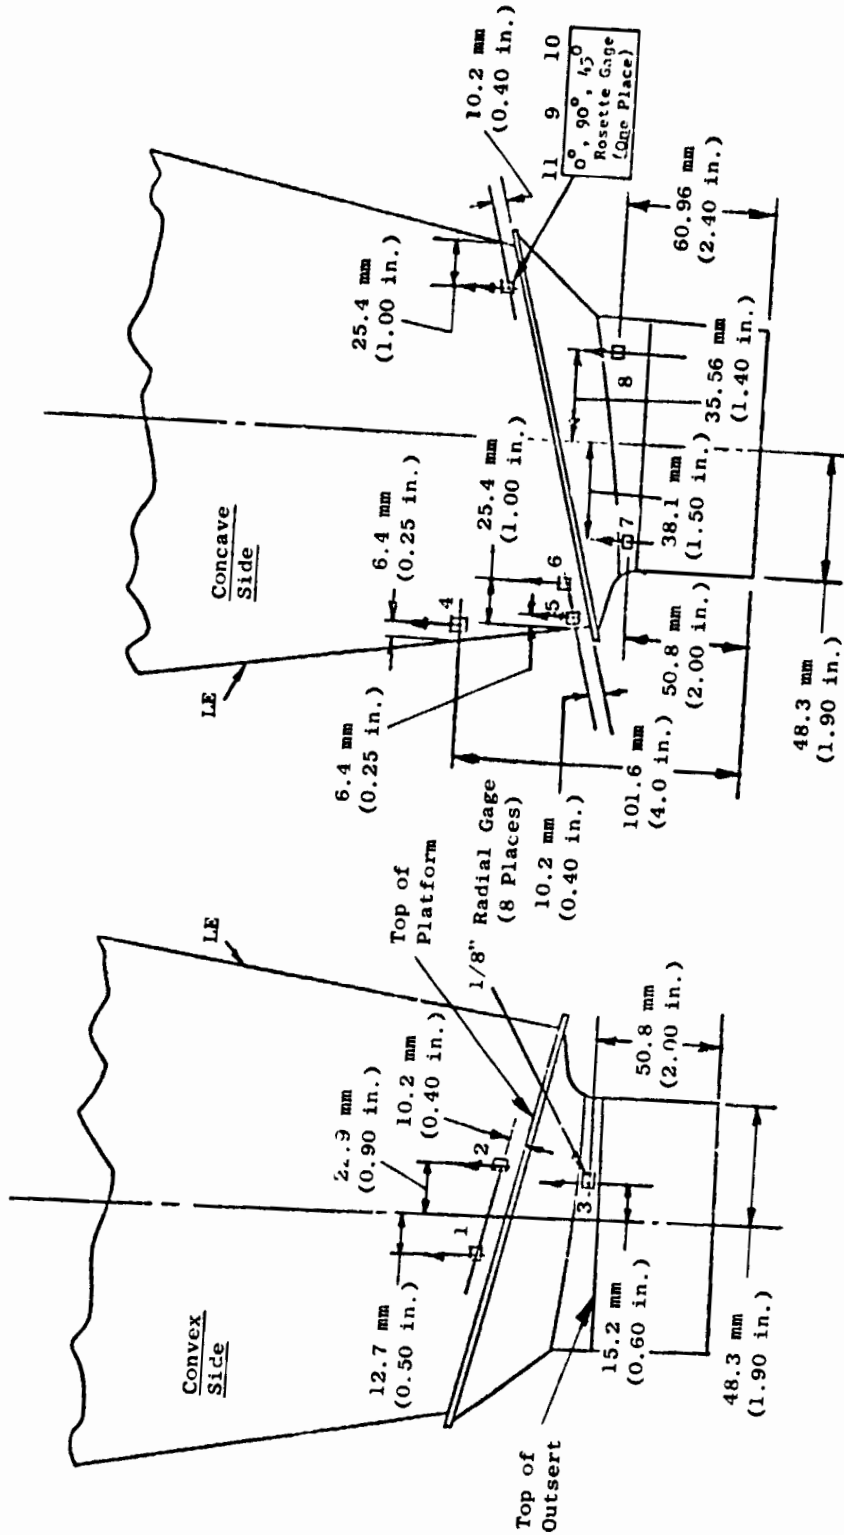 Convex
Side
LE
12.7 mm
(0.50 in.)
22.9 mm
(0.90 in.)
10.2 mm
(0.40 in.)
1
2
3
Top of
Platform
1/8" Radial Gage
(8 Places)
50.8 mm
(2.00 in.)
15.2 mm
(0.60 in.)
48.3 mm
(1.90 in.)
Top of
Outsert
Concave
Side
LE
6.4 mm
(0.25 in.)
6.4 mm
(0.25 in.)
4
5
6
25.4 mm
(1.00 in.)
25.4 mm
(1.00 in.)
10.2 mm
(0.40 in.)
11 9 10
0°, 90°, 45°
Rosette Gage
(One Place)
10.2 mm
(0.40 in.)
101.6 mm
(4.0 in.)
50.8 mm
(2.00 in.)
7
38.1 mm
(1.50 in.)
8
35.56 mm
(1.40 in.)
60.96 mm
(2.40 in.)
48.3 mm
(1.90 in.)